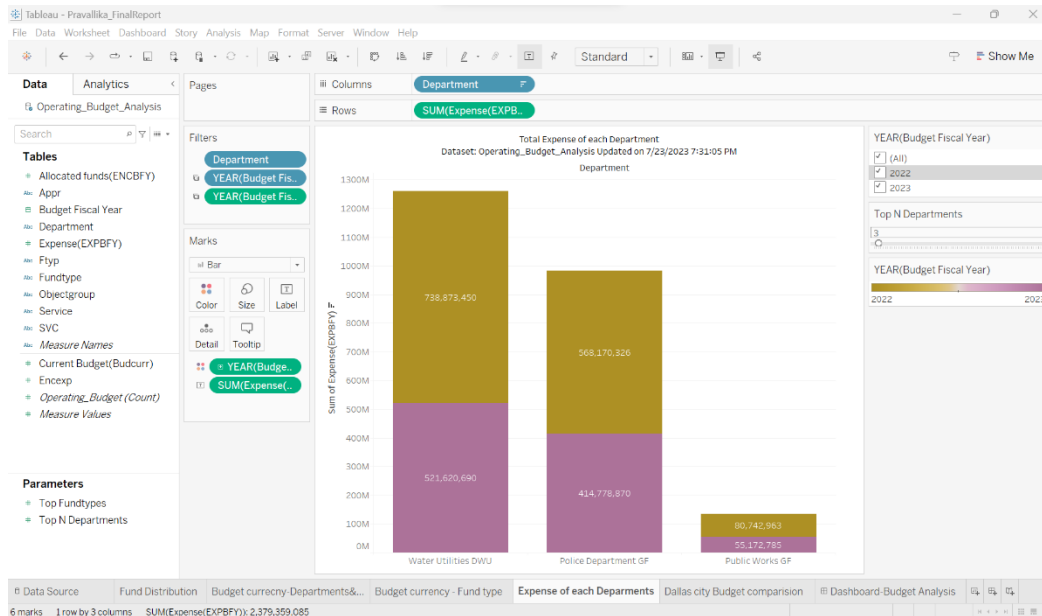 Tableau - Pravallika_FinalReport
File Data Worksheet Dashboard Story Analysis Map Format Server Window Help
Standard
Show Me
Data Analytics
Operating_Budget_Analysis
Search
Tables
Allocated funds(ENCBFY)
Abc Appr
Budget Fiscal Year
Abc Department
Expense(EXPBFY)
Abc Ftyp
Abc Fundtype
Abc Objectgroup
Abc Service
Abc SVC
Abc Measure Names
Current Budget(Budcurr)
Encexp
Operating_Budget (Count)
Measure Values
Parameters
Top Fundtypes
Top N Departments
Pages
Filters
Department
YEAR(Budget Fis..
YEAR(Budget Fis..
Marks
Bar
Color Size Label
Detail Tooltip
YEAR(Budge..
SUM(Expense(..
Columns Department
Rows SUM(Expense(EXPB..
Total Expense of each Department
Dataset: Operating_Budget_Analysis Updated on 7/23/2023 7:31:05 PM
Department
Sum of Expense(EXPBFY)
1300M
1200M
1100M
1000M
900M
800M
700M
600M
500M
400M
300M
200M
100M
0M
738,873,450
521,620,690
568,170,326
414,778,870
80,742,963
55,172,785
Water Utilities DWU Police Department GF Public Works GF
YEAR(Budget Fiscal Year)
(All)
2022
2023
Top N Departments
3
YEAR(Budget Fiscal Year)
2022 2023
Data Source Fund Distribution Budget currecny-Departments&... Budget currency - Fund type Expense of each Deparments Dallas city Budget comparision Dashboard-Budget Analysis
6 marks 1 row by 3 columns SUM(Expense(EXPBFY)): 2,379,359,085